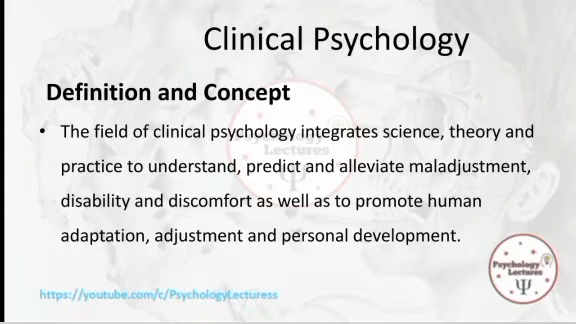 Clinical Psychology
Definition and Concept
• The field of clinical psychology integrates science, theory and
practice to understand, predict and alleviate maladjustment,
disability and discomfort as well as to promote human
adaptation, adjustment and personal development.
Lectures
Psychology
Lectures
https://youtube.com/c/PsychologyLecturess